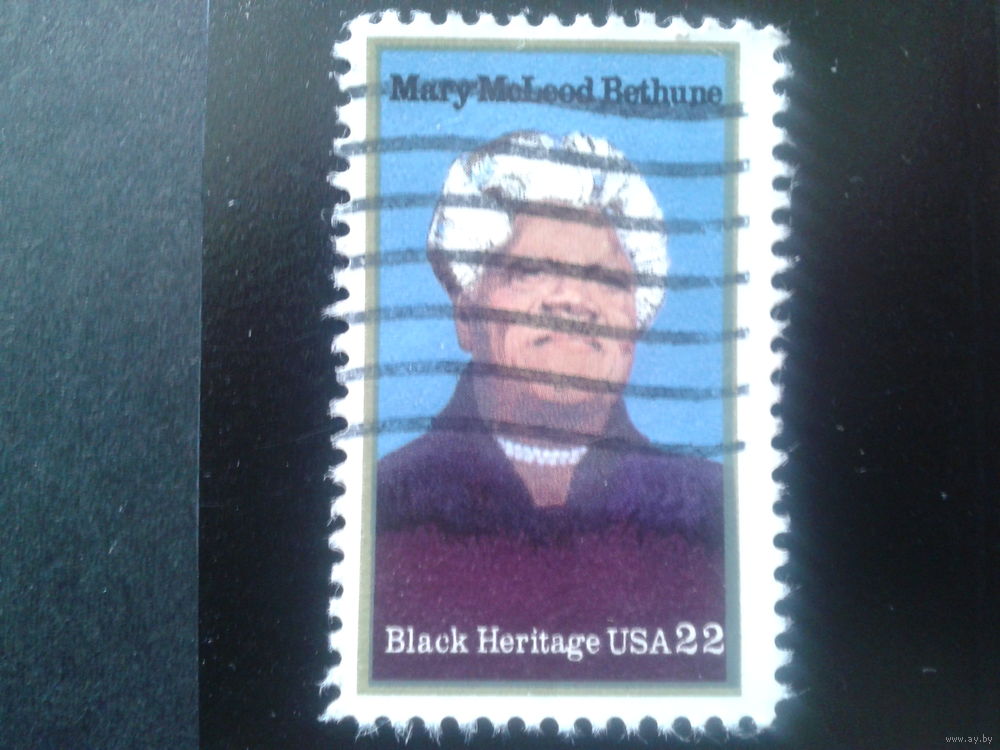 Mary McLeod Bethune
Black Heritage USA 22
www.ay.by